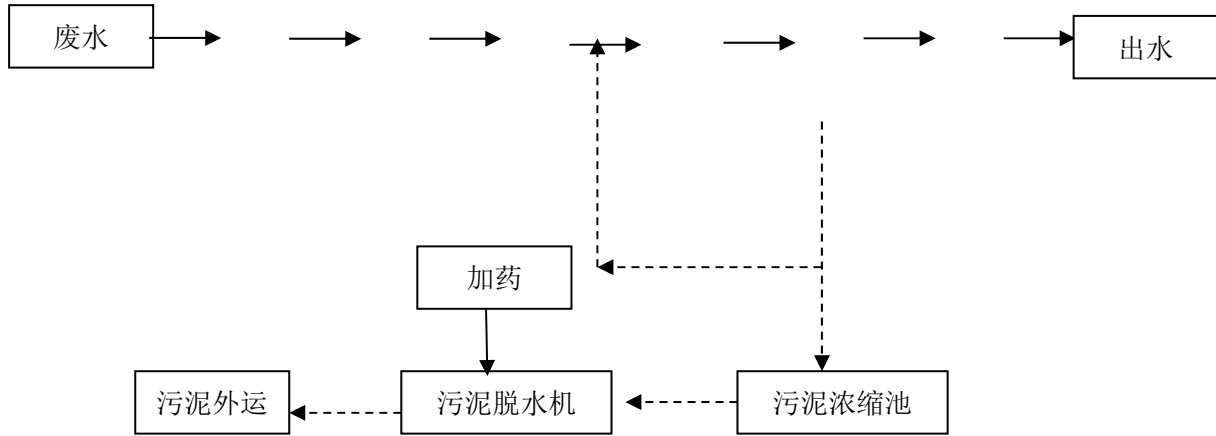 废水
出水
加药
污泥外运
污泥脱水机
污泥浓缩池